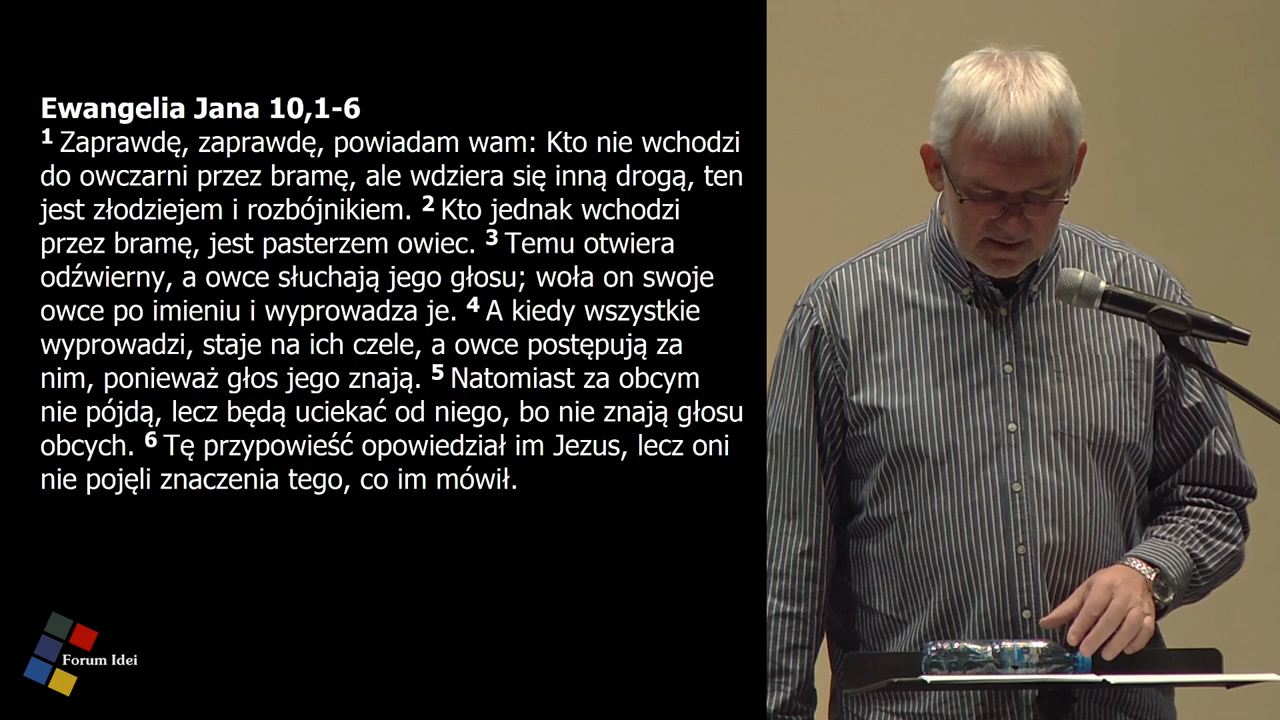 Ewangelia Jana 10,1-6
1 Zaprawdę, zaprawdę, powiadam wam: Kto nie wchodzi
do owczarni przez bramę, ale wdziera się inną drogą, ten
jest złodziejem i rozbójnikiem. 2 Kto jednak wchodzi
przez bramę, jest pasterzem owiec. 3 Temu otwiera
odźwierny, a owce słuchają jego głosu; woła on swoje
owce po imieniu i wyprowadza je. 4 A kiedy wszystkie
wyprowadzi, staje na ich czele, a owce postępują za
nim, ponieważ głos jego znają. 5 Natomiast za obcym
nie pójdą, lecz będą uciekać od niego, bo nie znają głosu
obcych. 6 Tę przypowieść opowiedział im Jezus, lecz oni
nie pojęli znaczenia tego, co im mówił.
Forum Idei